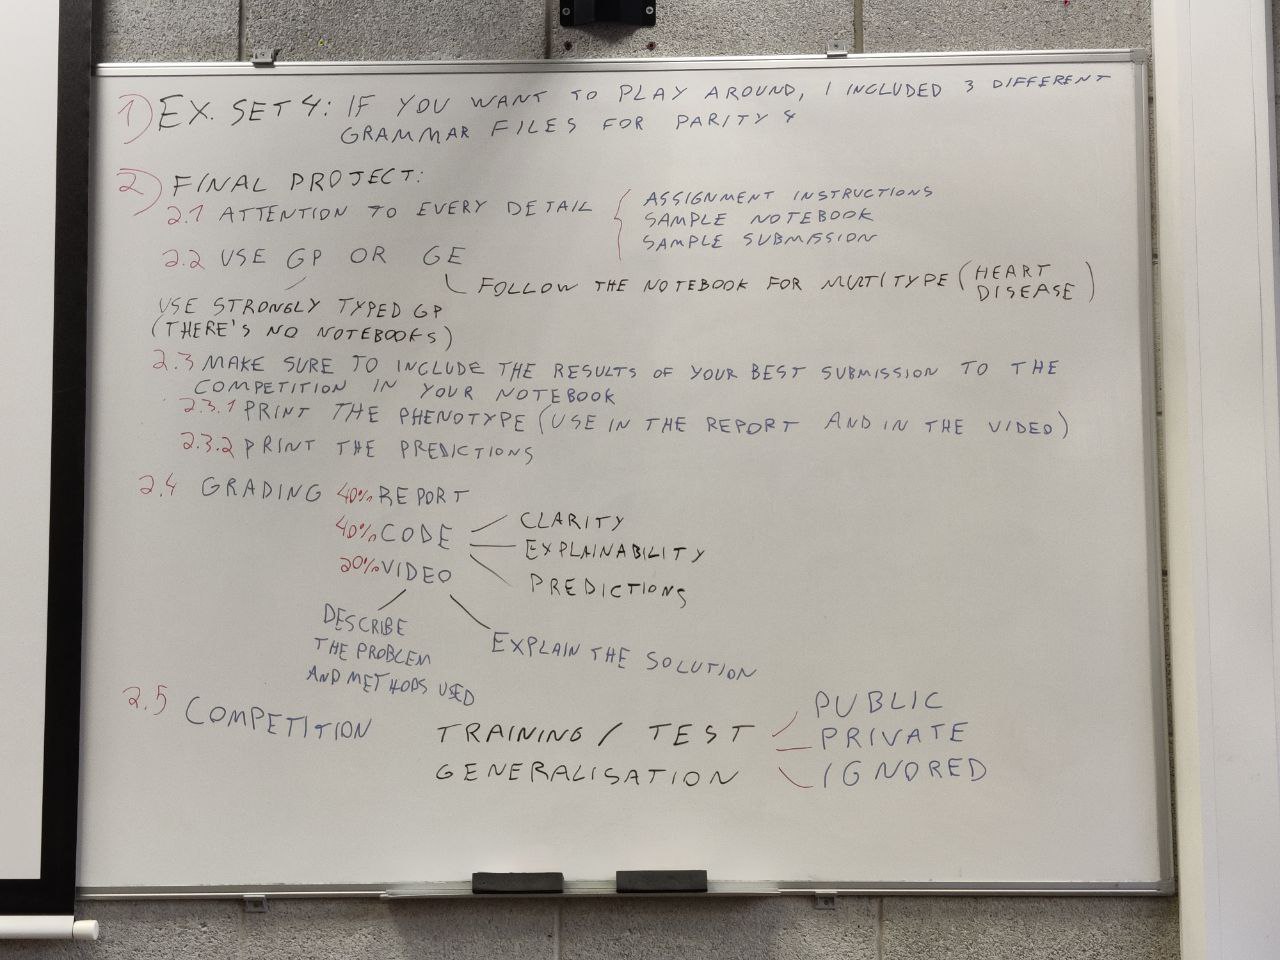 1) EX. SET 4: IF YOU WANT TO PLAY AROUND, I INCLUDED 3 DIFFERENT
GRAMMAR FILES FOR PARITY 4
2) FINAL PROJECT:
2.1 ATTENTION TO EVERY DETAIL { ASSIGNMENT INSTRUCTIONS
SAMPLE NOTEBOOK
SAMPLE SUBMISSION
2.2 USE GP OR GE
FOLLOW THE NOTEBOOK FOR MULTITYPE (HEART
DISEASE)
USE STRONGLY TYPED GP
(THERE'S NO NOTEBOOKS)
2.3 MAKE SURE TO INCLUDE THE RESULTS OF YOUR BEST SUBMISSION TO THE
COMPETITION IN YOUR NOTEBOOK
2.3.1 PRINT THE PHENOTYPE (USE IN THE REPORT AND IN THE VIDEO)
2.3.2 PRINT THE PREDICTIONS
2.4 GRADING 40% REPORT
40% CODE
CLARITY
EXPLAINABILITY
PREDICTIONS
20% VIDEO
DESCRIBE
THE PROBLEM
AND METHODS USED
EXPLAIN THE SOLUTION
2.5 COMPETITION TRAINING / TEST
GENERALISATION
PUBLIC
PRIVATE
IGNORED